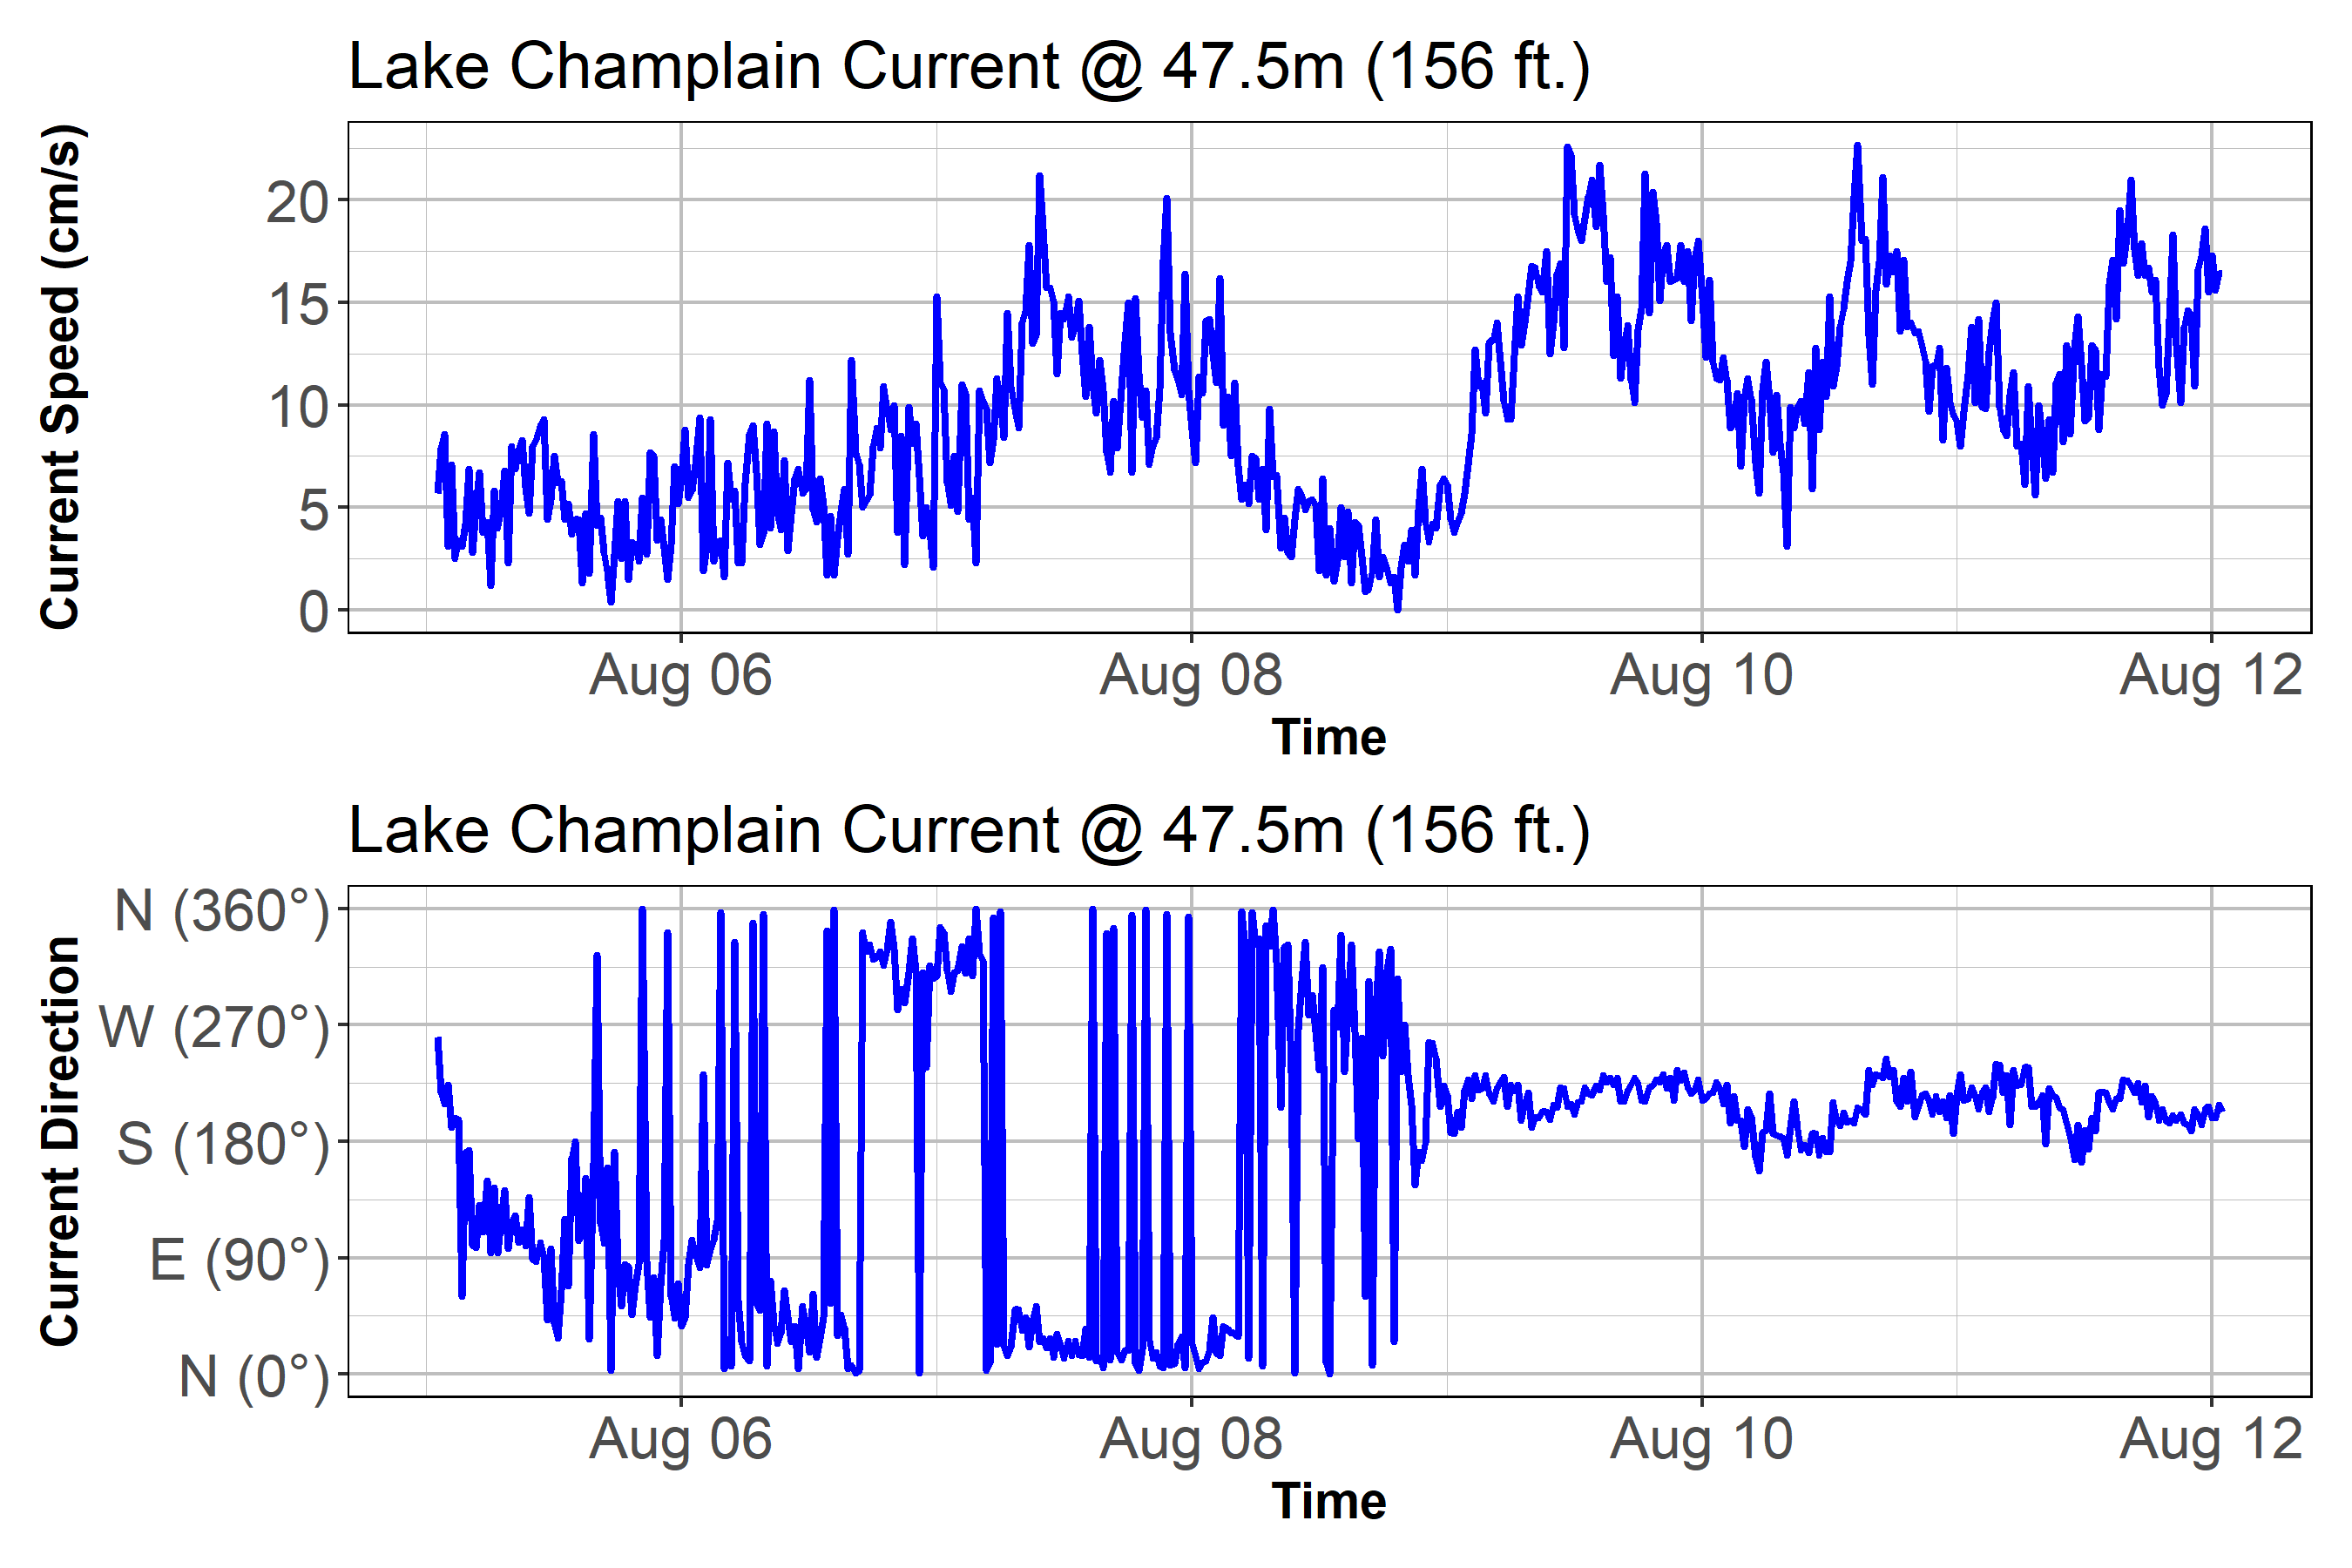 Lake Champlain Current @ 47.5m (156 ft.)
Current Speed (cm/s)
20
15
10
5
0
Aug 06 Aug 08 Aug 10 Aug 12
Time
Lake Champlain Current @ 47.5m (156 ft.)
Current Direction
N (360°)
W (270°)
S (180°)
E (90°)
N (0°)
Aug 06 Aug 08 Aug 10 Aug 12
Time